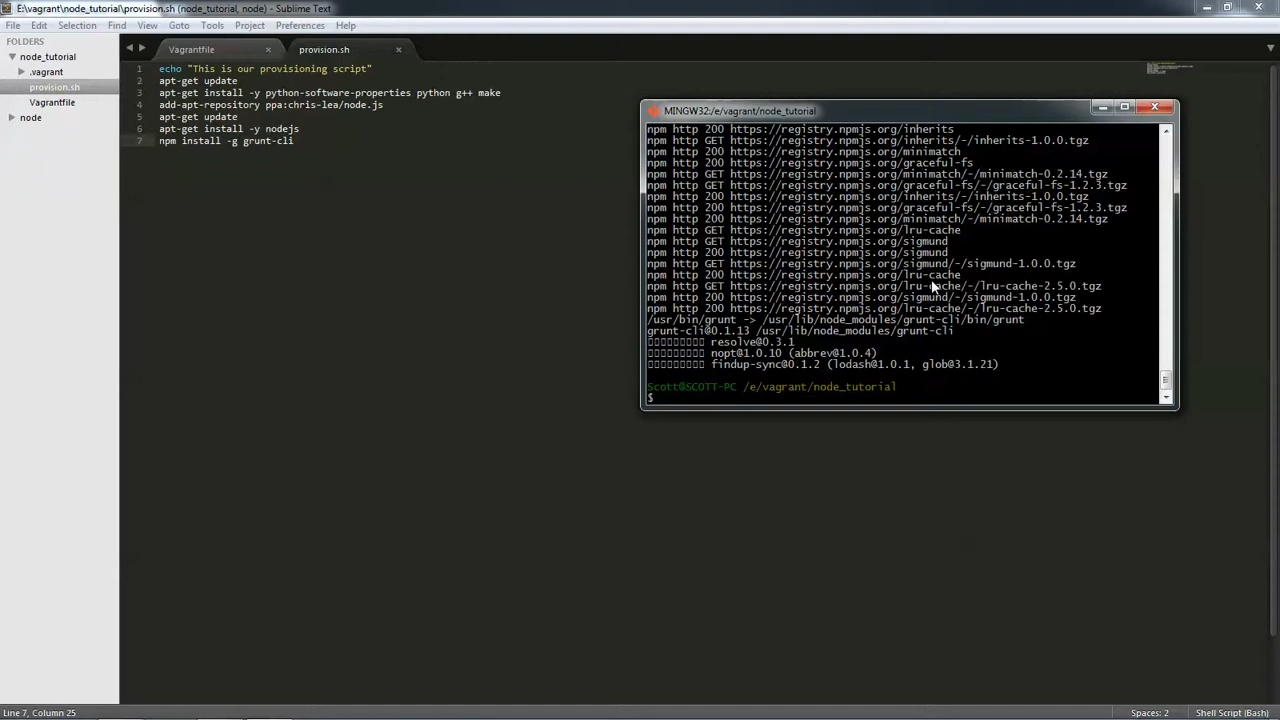 E:\vagrant\node_tutorial\provision.sh (node_tutorial, node) - Sublime Text
File Edit Selection Find View Goto Tools Project Preferences Help
FOLDERS
node_tutorial
.vagrant
provision.sh
Vagrantfile
node
Vagrantfile
provision.sh
1 echo "This is our provisioning script"
2 apt-get update
3 apt-get install -y python-software-properties python g++ make
4 add-apt-repository ppa:chris-lea/node.js
5 apt-get update
6 apt-get install -y nodejs
7 npm install -g grunt-cli
MINGW32:/e/vagrant/node_tutorial
npm http 200 https://registry.npmjs.org/inherits
npm http GET https://registry.npmjs.org/inherits/-/inherits-1.0.0.tgz
npm http 200 https://registry.npmjs.org/minimatch
npm http 200 https://registry.npmjs.org/graceful-fs
npm http GET https://registry.npmjs.org/minimatch/-/minimatch-0.2.14.tgz
npm http GET https://registry.npmjs.org/graceful-fs/-/graceful-fs-1.2.3.tgz
npm http 200 https://registry.npmjs.org/inherits/-/inherits-1.0.0.tgz
npm http 200 https://registry.npmjs.org/graceful-fs/-/graceful-fs-1.2.3.tgz
npm http 200 https://registry.npmjs.org/minimatch/-/minimatch-0.2.14.tgz
npm http GET https://registry.npmjs.org/lru-cache
npm http GET https://registry.npmjs.org/sigmund
npm http 200 https://registry.npmjs.org/sigmund
npm http GET https://registry.npmjs.org/sigmund/-/sigmund-1.0.0.tgz
npm http 200 https://registry.npmjs.org/lru-cache
npm http GET https://registry.npmjs.org/lru-cache/-/lru-cache-2.5.0.tgz
npm http 200 https://registry.npmjs.org/sigmund/-/sigmund-1.0.0.tgz
npm http 200 https://registry.npmjs.org/lru-cache/-/lru-cache-2.5.0.tgz
/usr/bin/grunt -> /usr/lib/node_modules/grunt-cli/bin/grunt
grunt-cli@0.1.13 /usr/lib/node_modules/grunt-cli
resolve@0.3.1
nopt@1.0.10 (abbrev@1.0.4)
findup-sync@0.1.2 (lodash@1.0.1, glob@3.1.21)
Scott@SCOTT-PC /e/vagrant/node_tutorial
$
Line 7, Column 25
Spaces: 2
Shell Script (Bash)